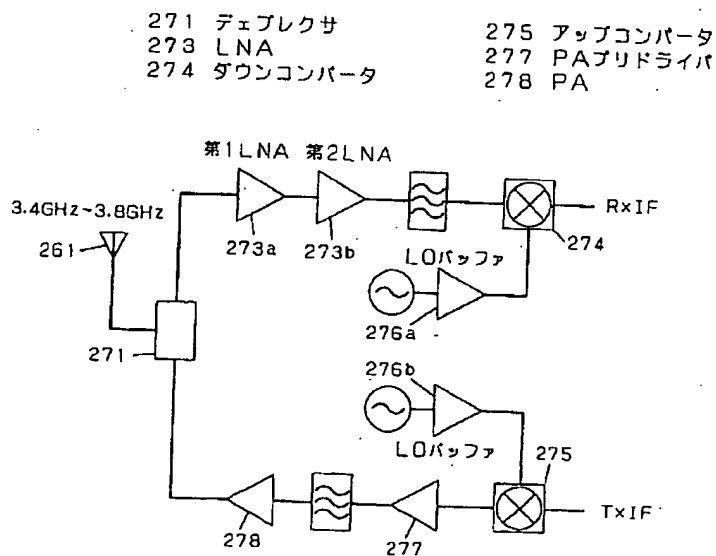 271 デュプレクサ
273 LNA
274 ダウンコンバータ
275 アップコンバータ
277 PAプリドライバ
278 PA
第1LNA 第2LNA
3.4GHz~3.8GHz
261
273a
273b
RxIF
274
LOバッファ
276a
271
276b
LOバッファ
275
TxIF
278
277